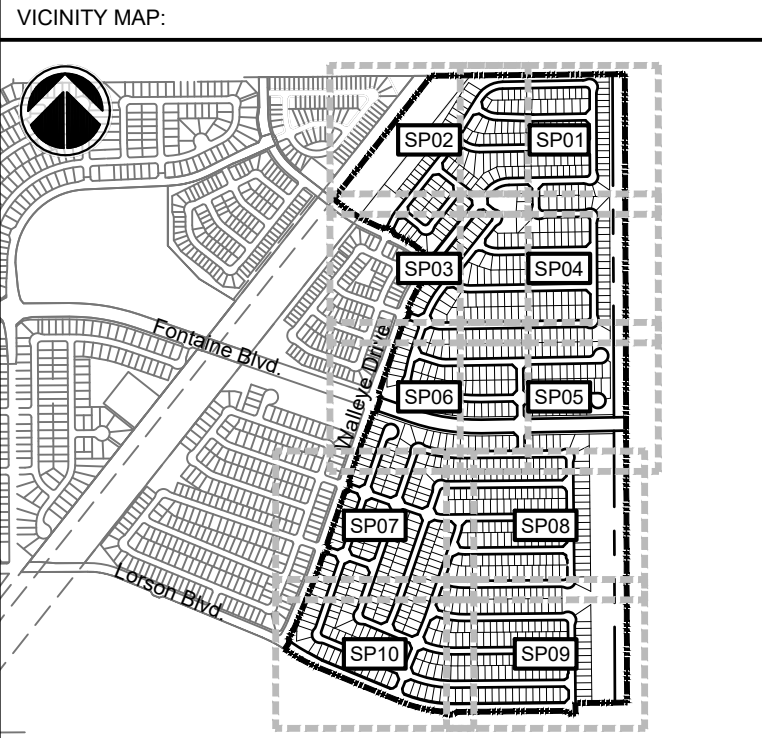 VICINITY MAP:
SP02
SP01
SP03
SP04
Fontaine Blvd.
Walleye Drive
SP06
SP05
SP07
SP08
Lorson Blvd.
SP10
SP09